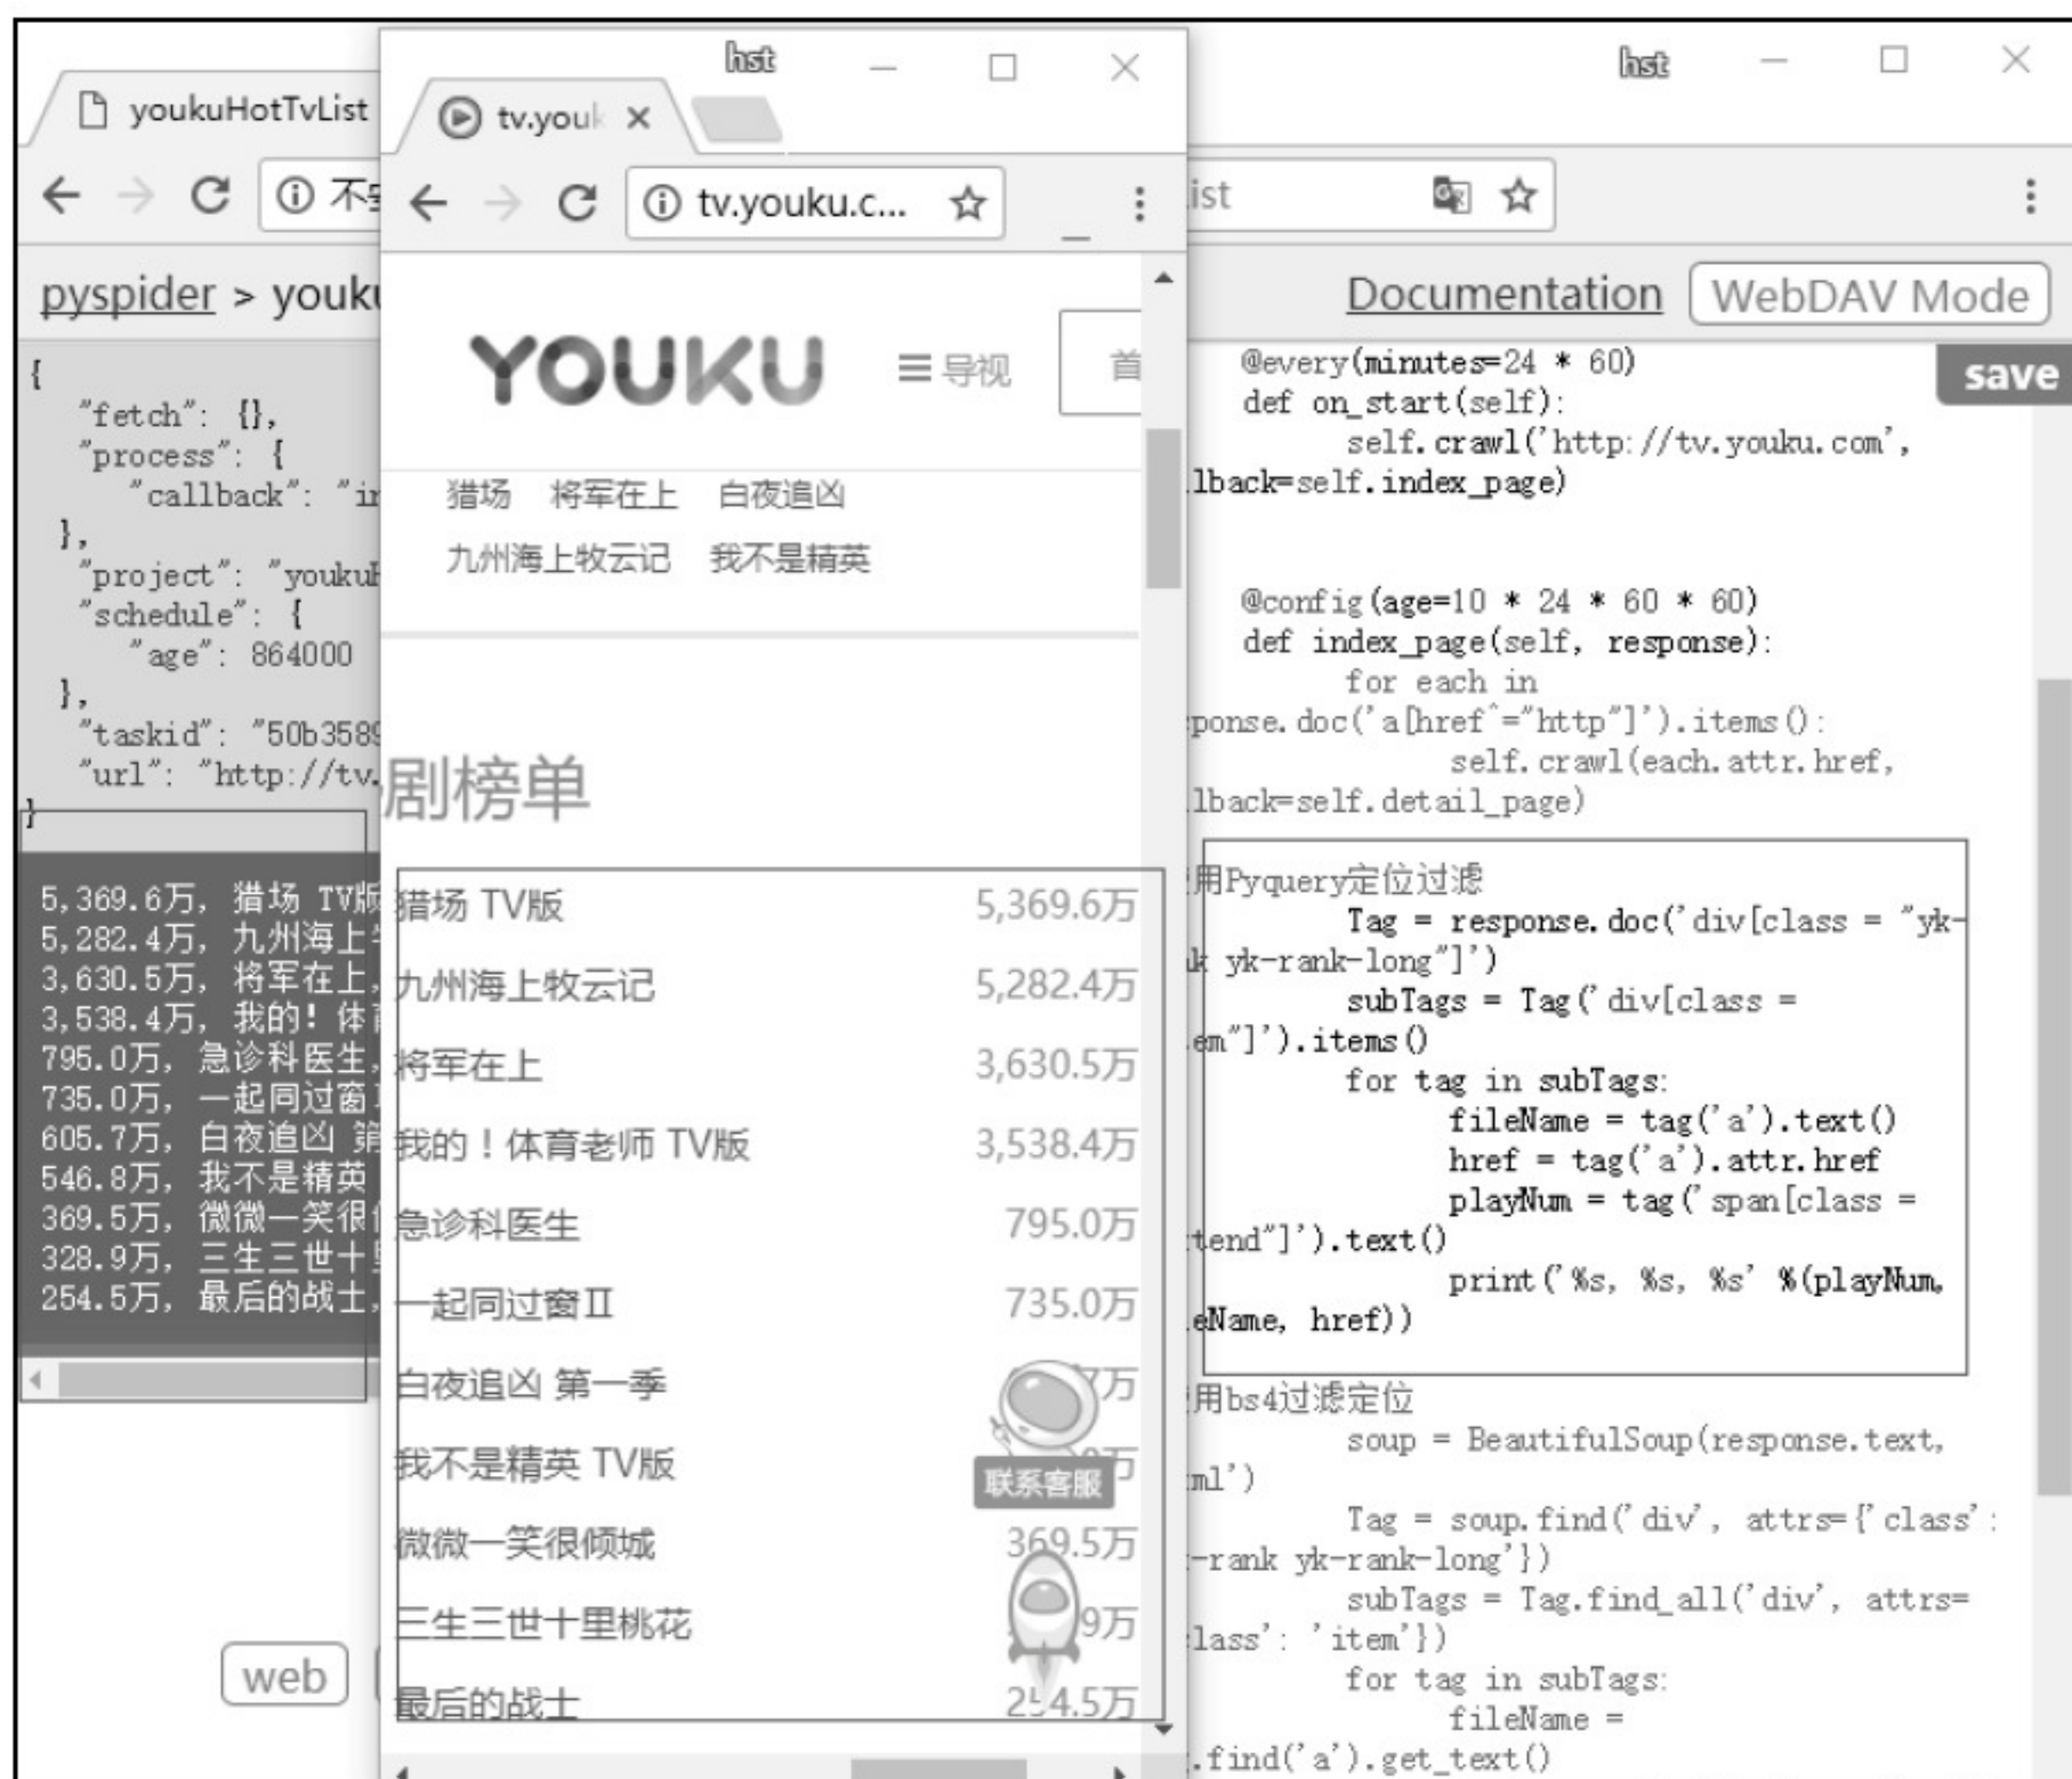 hst
hst
youkuHotTvList
tv.youk
tv.youku.c...
ist
pyspider > youku
Documentation
WebDAV Mode
{
"fetch": {},
"process": {
"callback": "in
},
"project": "youkuH
"schedule": {
"age": 864000
},
"taskid": "50b3589
"url": "http://tv.
}
5,369.6万, 猎场 TV版
5,282.4万, 九州海上
3,630.5万, 将军在上,
3,538.4万, 我的! 体育
795.0万, 急诊科医生,
735.0万, 一起同过窗
605.7万, 白夜追凶 第
546.8万, 我不是精英
369.5万, 微微一笑很
328.9万, 三生三世十里
254.5万, 最后的战士,
web
YOUKU
导视
首
猎场 将军在上 白夜追凶
九州海上牧云记 我不是精英
剧榜单
猎场 TV版 5,369.6万
九州海上牧云记 5,282.4万
将军在上 3,630.5万
我的！体育老师 TV版 3,538.4万
急诊科医生 795.0万
一起同过窗Ⅱ 735.0万
白夜追凶 第一季 7万
我不是精英 TV版 万
联系客服
微微一笑很倾城 369.5万
三生三世十里桃花 9万
最后的战士 254.5万
save
@every(minutes=24 * 60)
def on_start(self):
self.crawl('http://tv.youku.com',
lback=self.index_page)
@config(age=10 * 24 * 60 * 60)
def index_page(self, response):
for each in
ponse.doc('a[href^="http"]').items():
self.crawl(each.attr.href,
lback=self.detail_page)
用Pyquery定位过滤
Tag = response.doc('div[class = "yk-
k yk-rank-long"]')
subTags = Tag('div[class =
em"]').items()
for tag in subTags:
fileName = tag('a').text()
href = tag('a').attr.href
playNum = tag('span[class =
tend"]').text()
print('%s, %s, %s' %(playNum,
eName, href))
用bs4过滤定位
soup = BeautifulSoup(response.text,
ml')
Tag = soup.find('div', attrs={'class':
-rank yk-rank-long'})
subTags = Tag.find_all('div', attrs=
lass': 'item'})
for tag in subTags:
fileName =
.find('a').get_text()